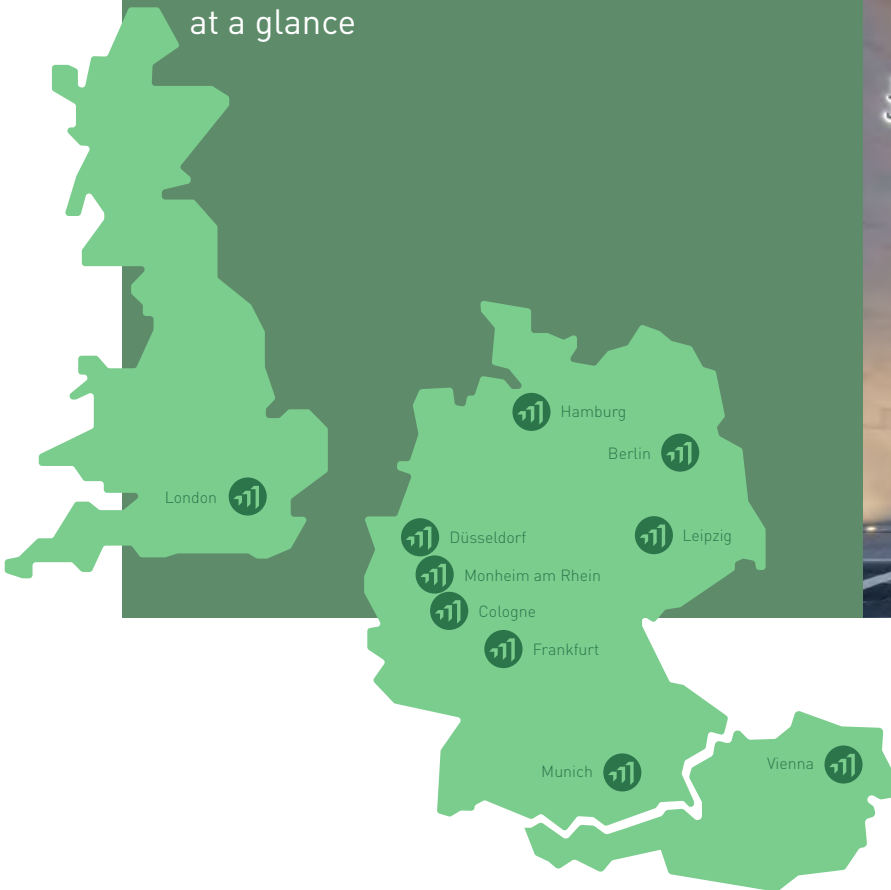 at a glance
Hamburg
Berlin
London
Düsseldorf
Leipzig
Monheim am Rhein
Cologne
Frankfurt
Munich
Vienna